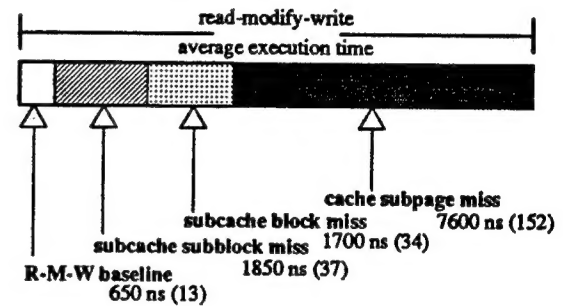 read-modify-write
average execution time
cache subpage miss
7600 ns (152)
subcache block miss
1700 ns (34)
subcache subblock miss
1850 ns (37)
R-M-W baseline
650 ns (13)